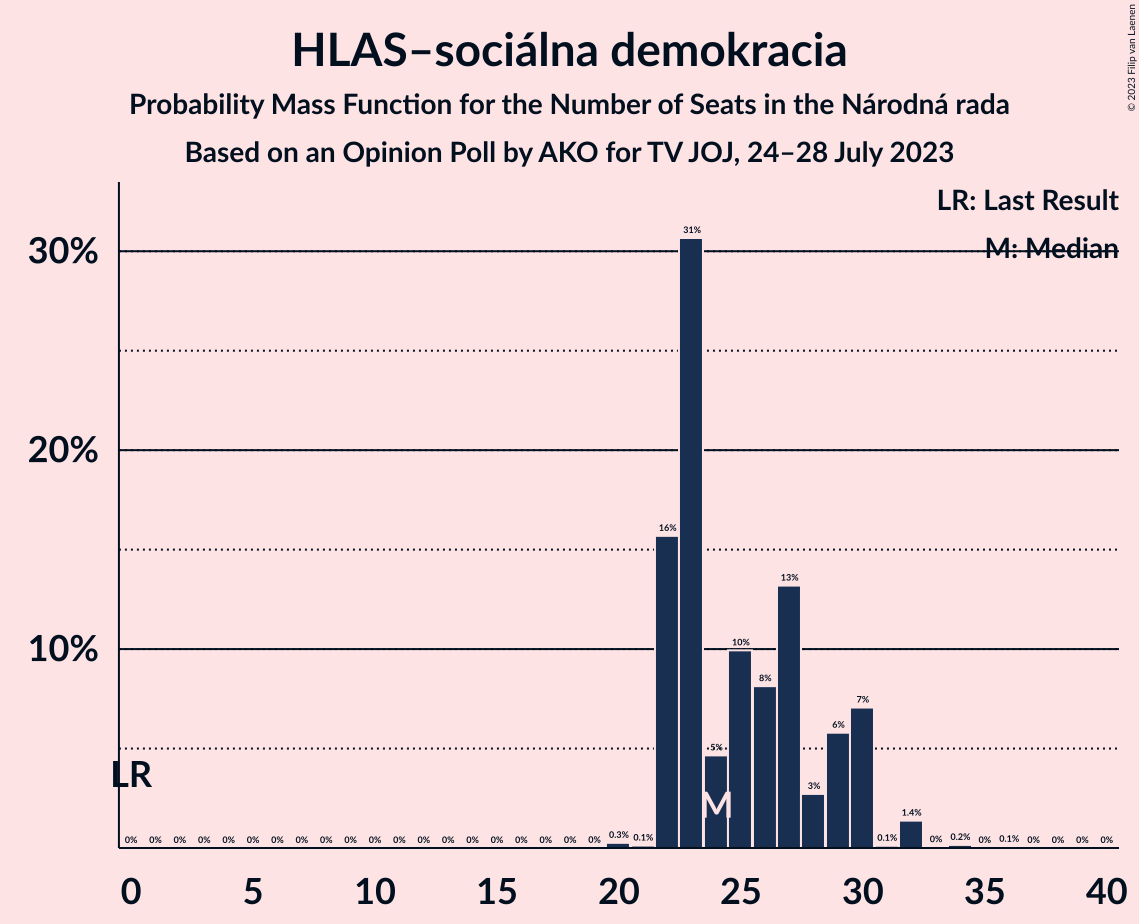 © 2023 Filip van Laenen
HLAS–sociálna demokracia
Probability Mass Function for the Number of Seats in the Národná rada
Based on an Opinion Poll by AKO for TV JOJ, 24–28 July 2023
LR: Last Result
M: Median
30%
20%
10%
31%
16%
13%
10%
8%
7%
6%
5%
3%
1.4%
LR
M
0% 0% 0% 0% 0% 0% 0% 0% 0% 0% 0% 0% 0% 0% 0% 0% 0% 0% 0% 0% 0.3% 0.1% 0.1% 0% 0.2% 0% 0.1% 0% 0% 0% 0%
0 5 10 15 20 25 30 35 40